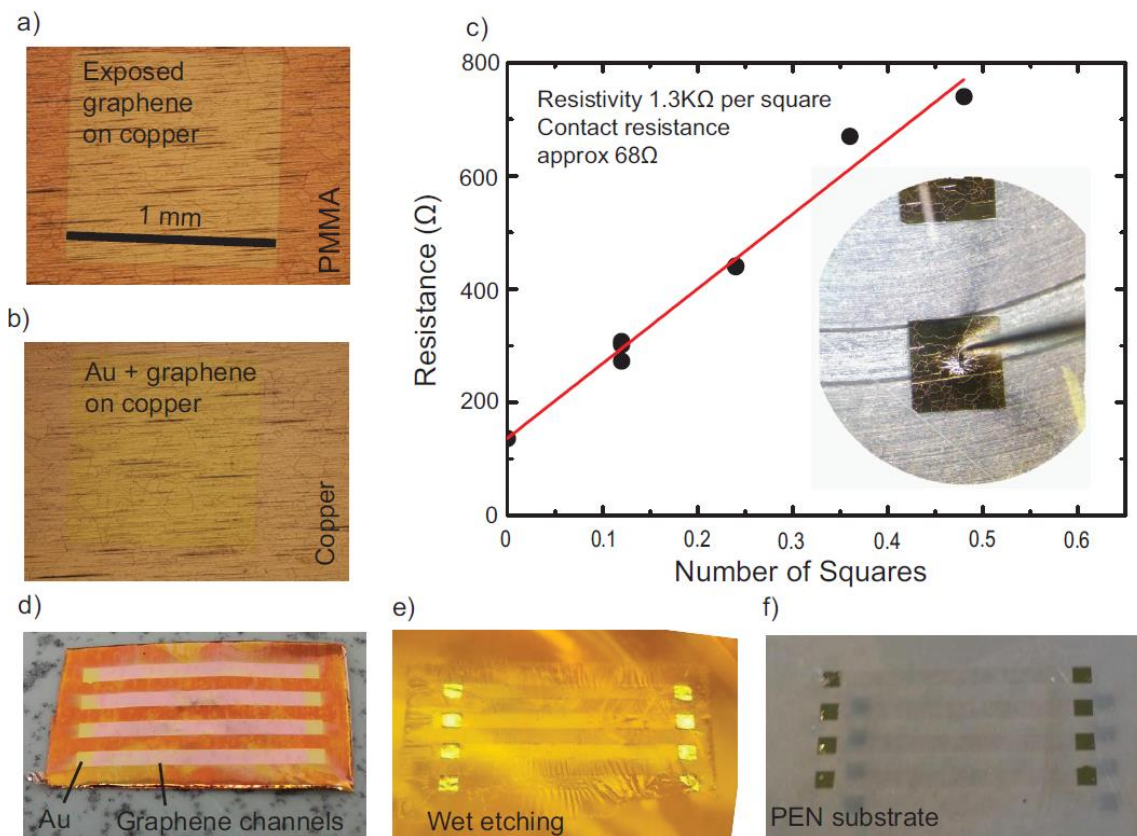 a)
Exposed
graphene
on copper
1 mm
PMMA
b)
Au + graphene
on copper
Copper
c)
800
600
400
200
0
Resistance (Ω)
Resistivity 1.3KΩ per square
Contact resistance
approx 68Ω
0 0.1 0.2 0.3 0.4 0.5 0.6
Number of Squares
d)
Au
Graphene channels
e)
Wet etching
f)
PEN substrate